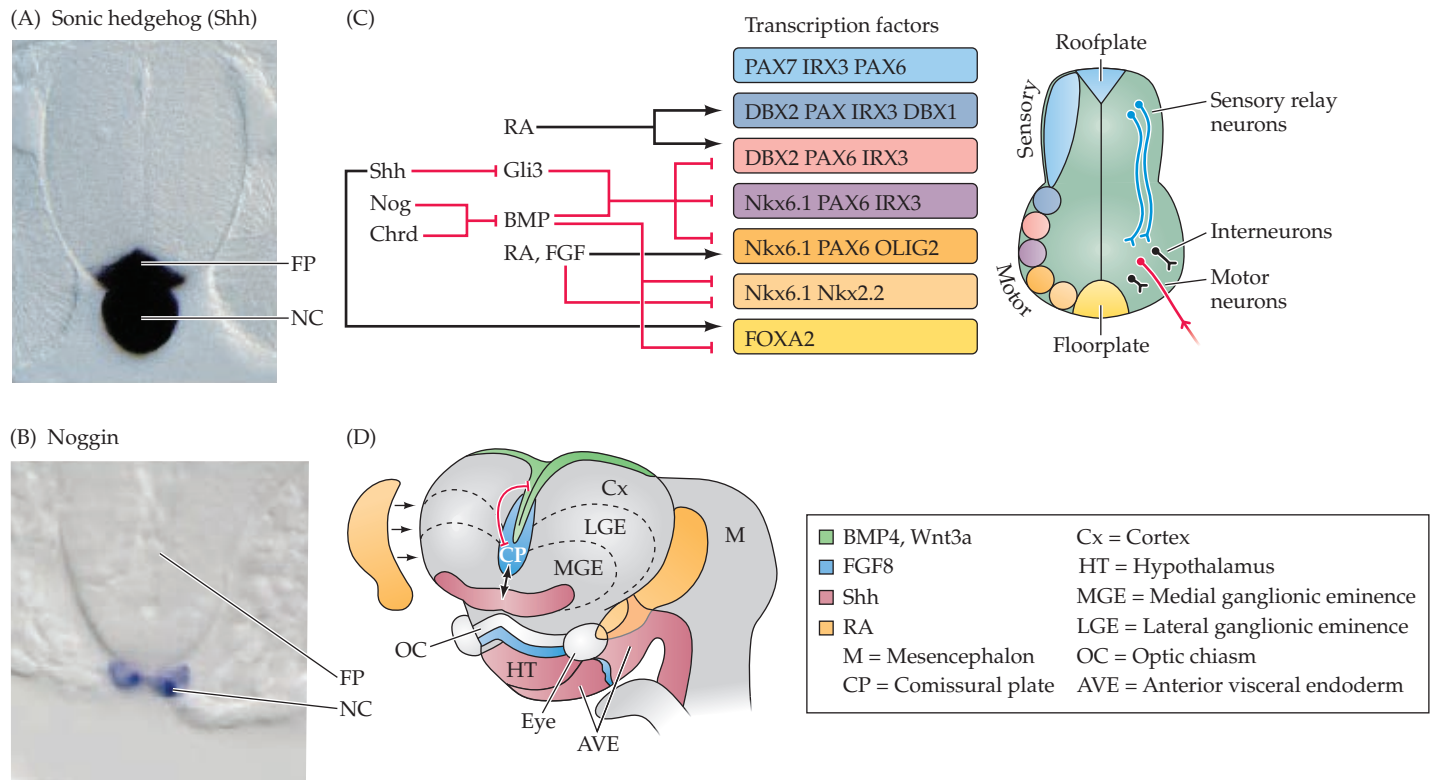 (A) Sonic hedgehog (Shh)
FP
NC
(B) Noggin
FP
NC
(C)
Transcription factors
PAX7 IRX3 PAX6
DBX2 PAX IRX3 DBX1
DBX2 PAX6 IRX3
Nkx6.1 PAX6 IRX3
Nkx6.1 PAX6 OLIG2
Nkx6.1 Nkx2.2
FOXA2
RA
Shh
Gli3
Nog
BMP
Chrd
RA, FGF
Roofplate
Sensory
Sensory relay
neurons
Interneurons
Motor
neurons
Motor
Floorplate
(D)
Cx
LGE
M
CP
MGE
OC
HT
Eye
AVE
BMP4, Wnt3a
FGF8
Shh
RA
M = Mesencephalon
CP = Comissural plate
Cx = Cortex
HT = Hypothalamus
MGE = Medial ganglionic eminence
LGE = Lateral ganglionic eminence
OC = Optic chiasm
AVE = Anterior visceral endoderm